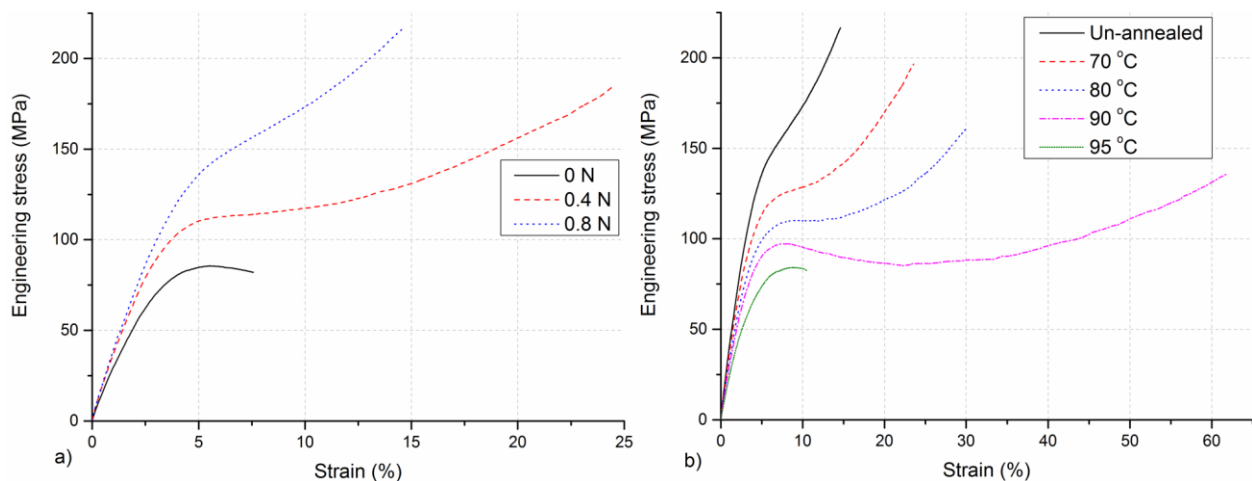 200
150
100
50
0
Engineering stress (MPa)
0 N
0.4 N
0.8 N
0 5 10 15 20 25
a) Strain (%)
200
150
100
50
0
Engineering stress (MPa)
Un-annealed
70 °C
80 °C
90 °C
95 °C
0 10 20 30 40 50 60
b) Strain (%)